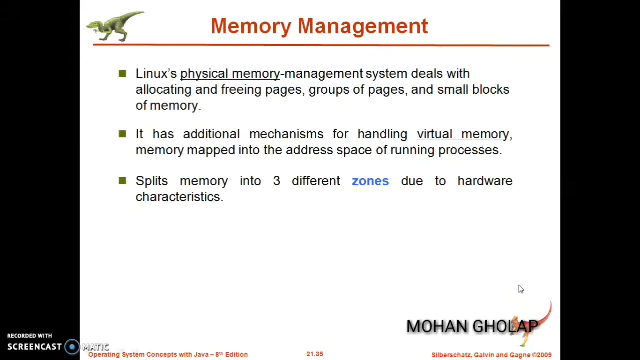 Memory Management
Linux's physical memory-management system deals with
allocating and freeing pages, groups of pages, and small blocks
of memory.
It has additional mechanisms for handling virtual memory,
memory mapped into the address space of running processes.
Splits memory into 3 different zones due to hardware
characteristics.
MOHAN GHOLAP
RECORDED WITH
SCREENCAST MATIC
Operating System Concepts with Java – 8th Edition
21.35
Silberschatz, Galvin and Gagne ©2009